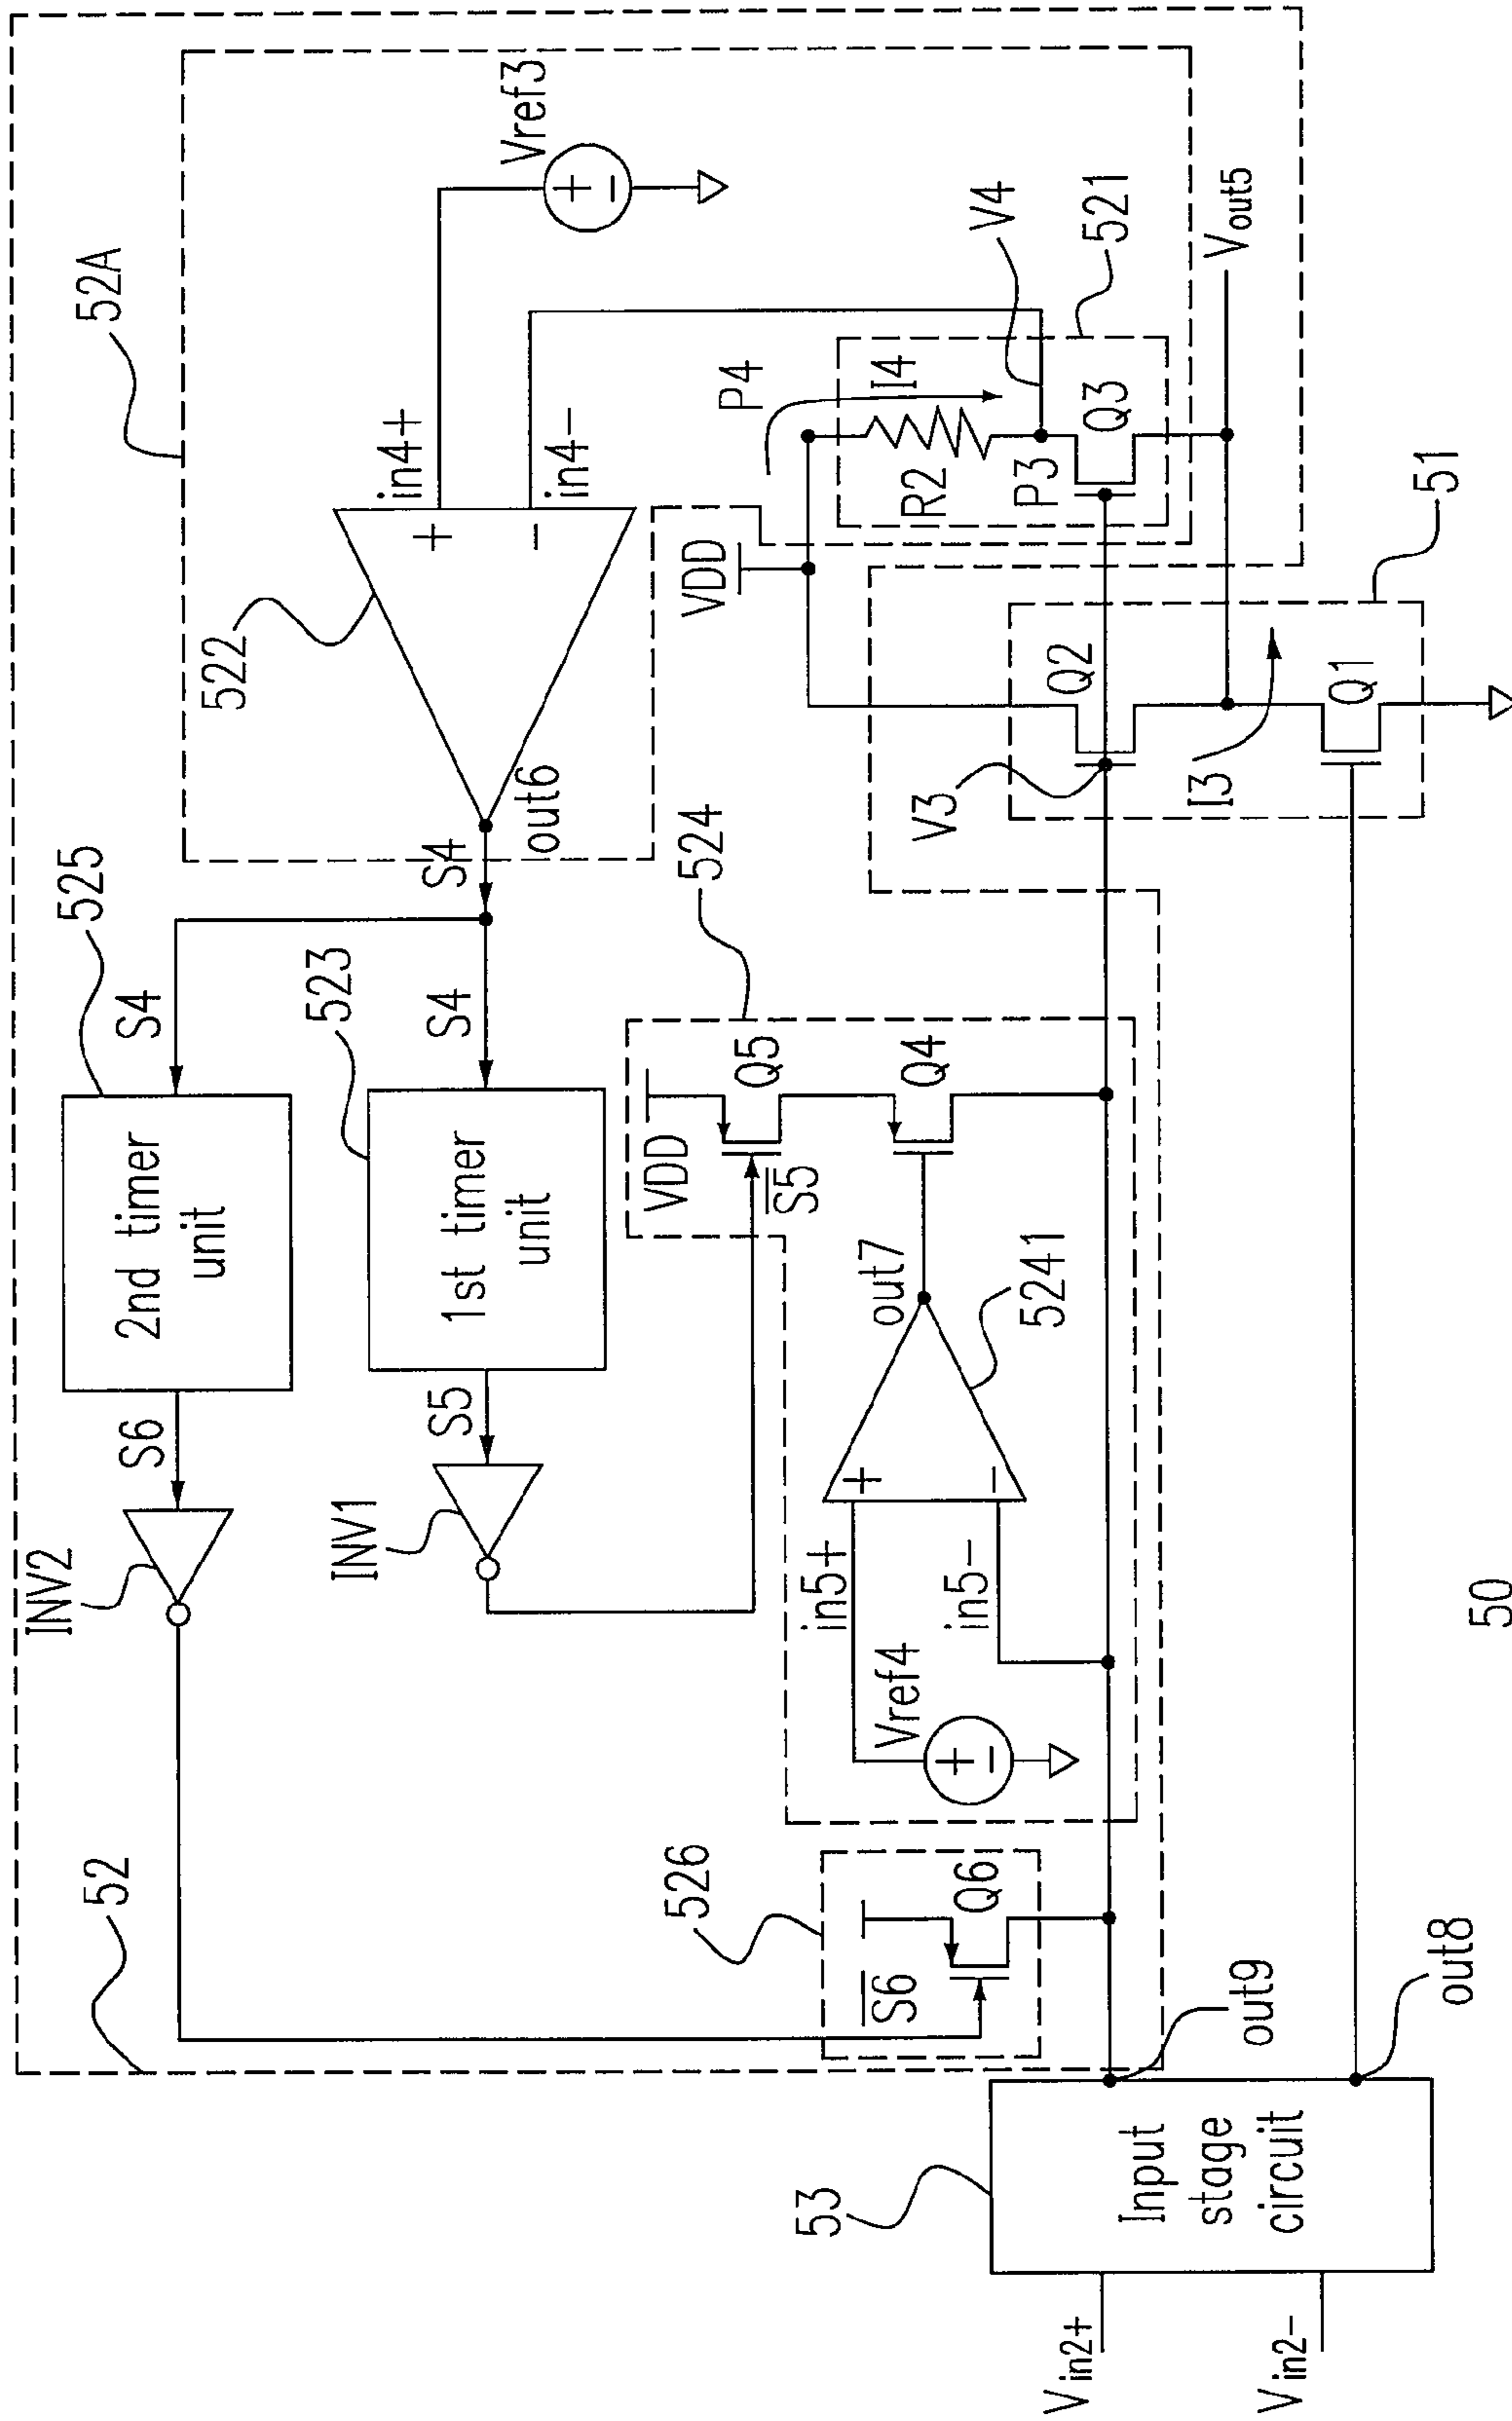 52
INV2
S6
2nd timer
unit
525
S4
52A
INV1
S5
1st timer
unit
523
S4
S4
522
out6
in4+
+
-
in4-
Vref3
+
-
526
S6
Q6
Vref4
+
-
in5+
in5-
+
-
out7
5241
VDD
S5
Q5
Q4
524
VDD
P4
R2
I4
P3
Q3
V4
521
V3
Q2
I3
Q1
51
Vout5
53
Vin2+
Vin2-
Input
stage
circuit
out9
out8
50